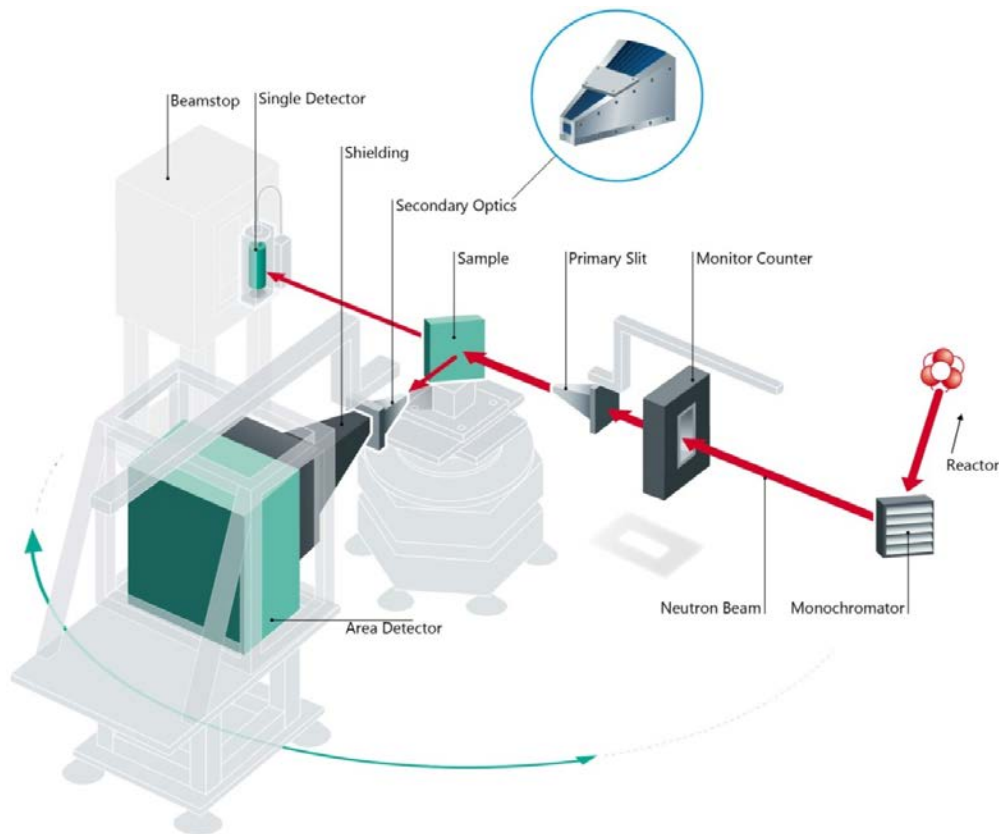 Beamstop
Single Detector
Shielding
Secondary Optics
Sample
Primary Slit
Monitor Counter
Reactor
Neutron Beam
Monochromator
Area Detector